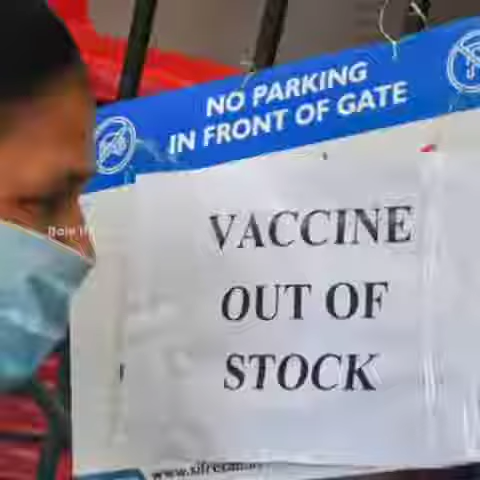 NO PARKING
IN FRONT OF GATE
VACCINE
OUT OF
STOCK